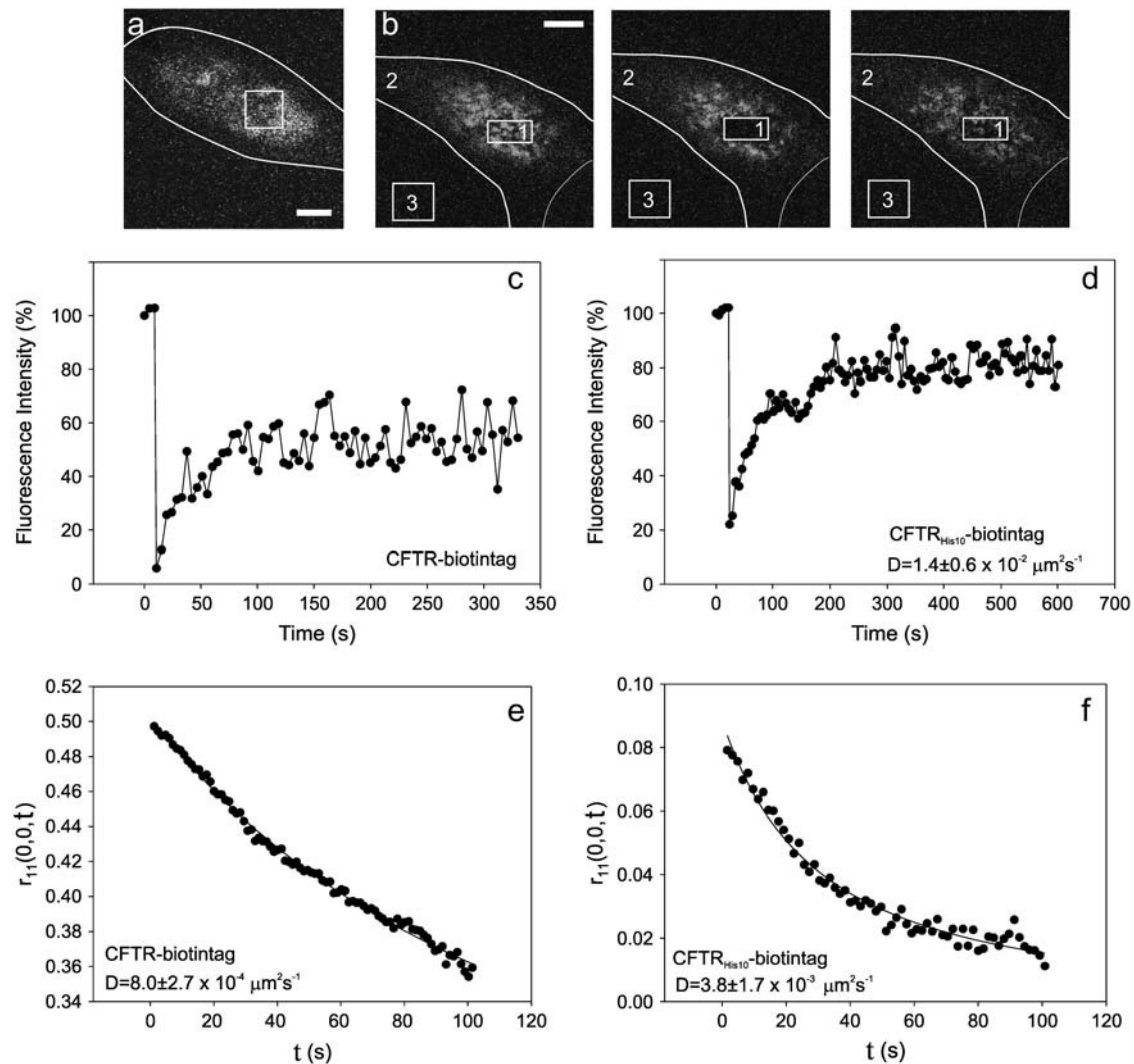 a
b
2
1
3
2
1
3
2
1
3
c
Fluorescence Intensity (%)
100
80
60
40
20
0
CFTR-biotintag
0 50 100 150 200 250 300 350
Time (s)
d
Fluorescence Intensity (%)
100
80
60
40
20
0
CFTRHis10-biotintag
D=1.4±0.6 x 10⁻² µm²s⁻¹
0 100 200 300 400 500 600 700
Time (s)
e
r₁₁(0,0,t)
0.52
0.50
0.48
0.46
0.44
0.42
0.40
0.38
0.36
0.34
CFTR-biotintag
D=8.0±2.7 x 10⁻⁴ µm²s⁻¹
0 20 40 60 80 100 120
t (s)
f
r₁₁(0,0,t)
0.10
0.08
0.06
0.04
0.02
0.00
CFTRHis10-biotintag
D=3.8±1.7 x 10⁻³ µm²s⁻¹
0 20 40 60 80 100 120
t (s)